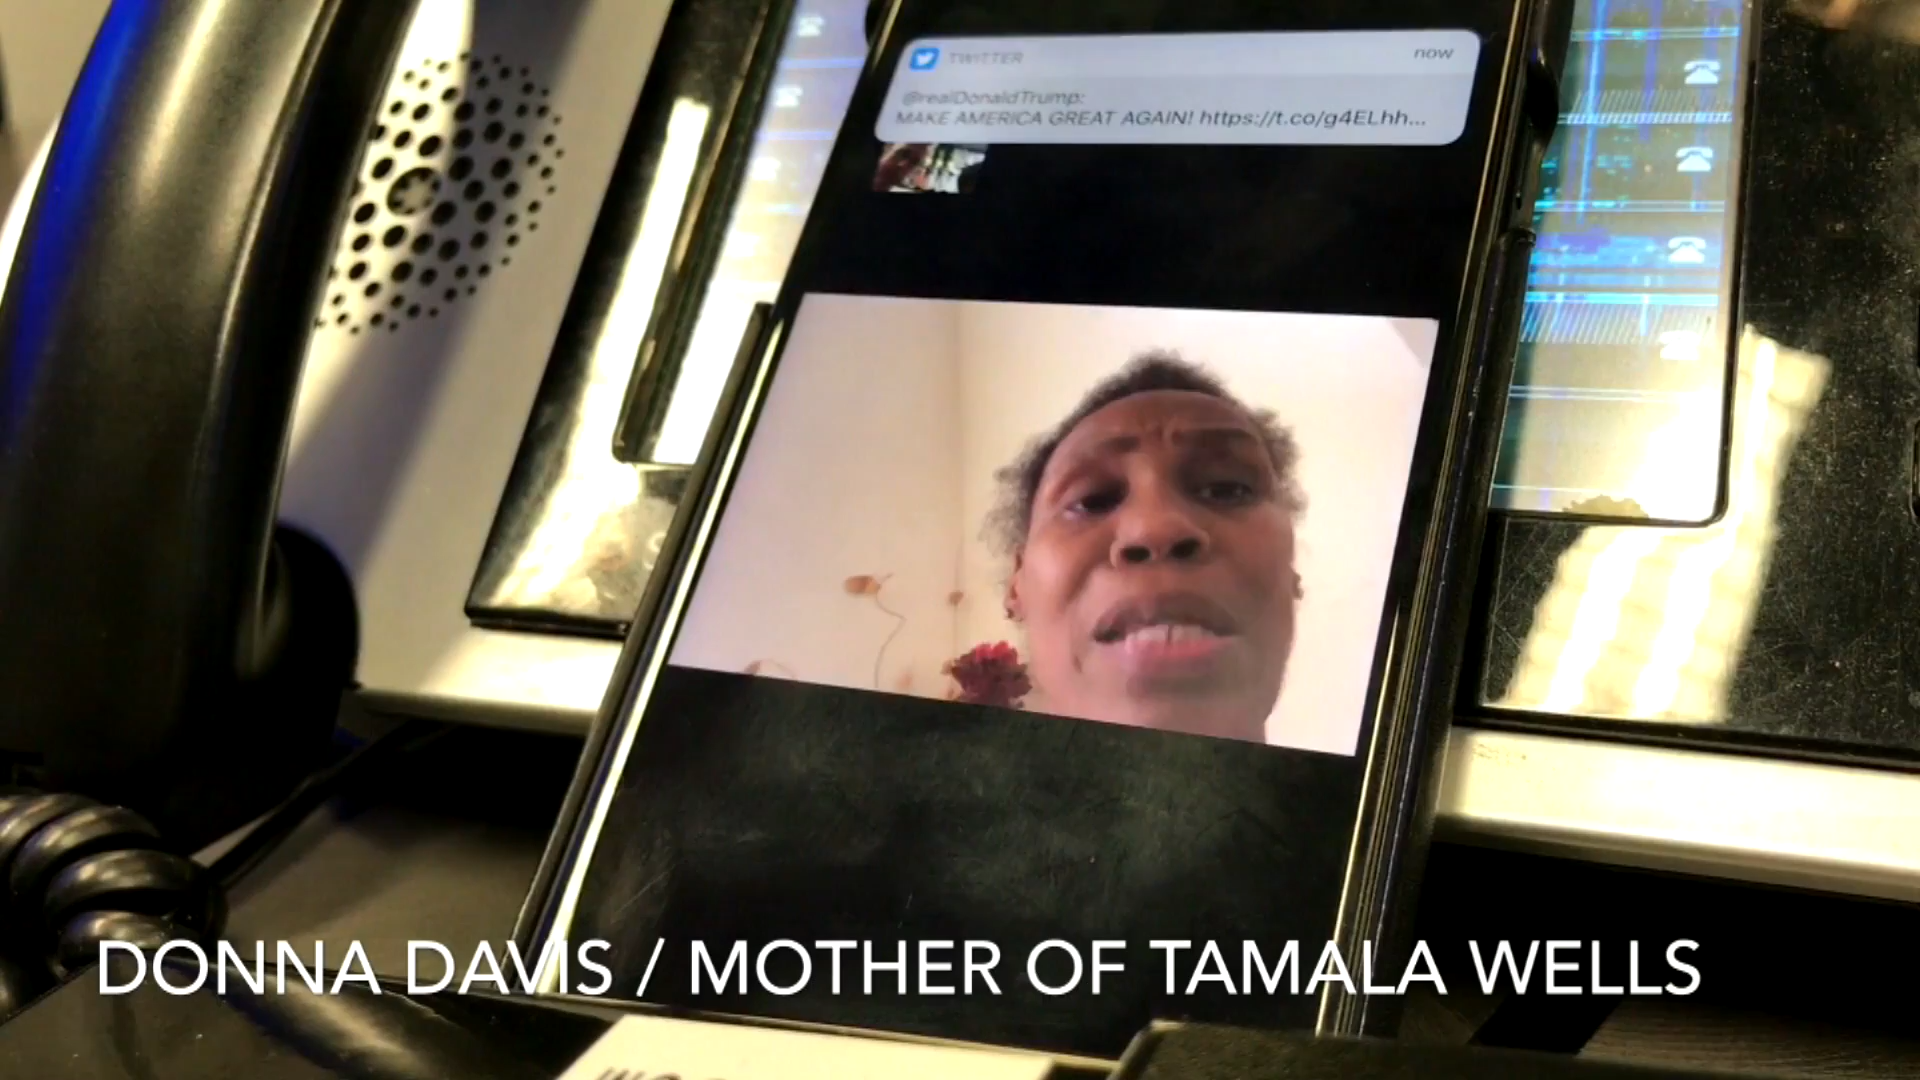 TWITTER
now
@realDonaldTrump:
MAKE AMERICA GREAT AGAIN! https://t.co/g4ELhh...
DONNA DAVIS / MOTHER OF TAMALA WELLS